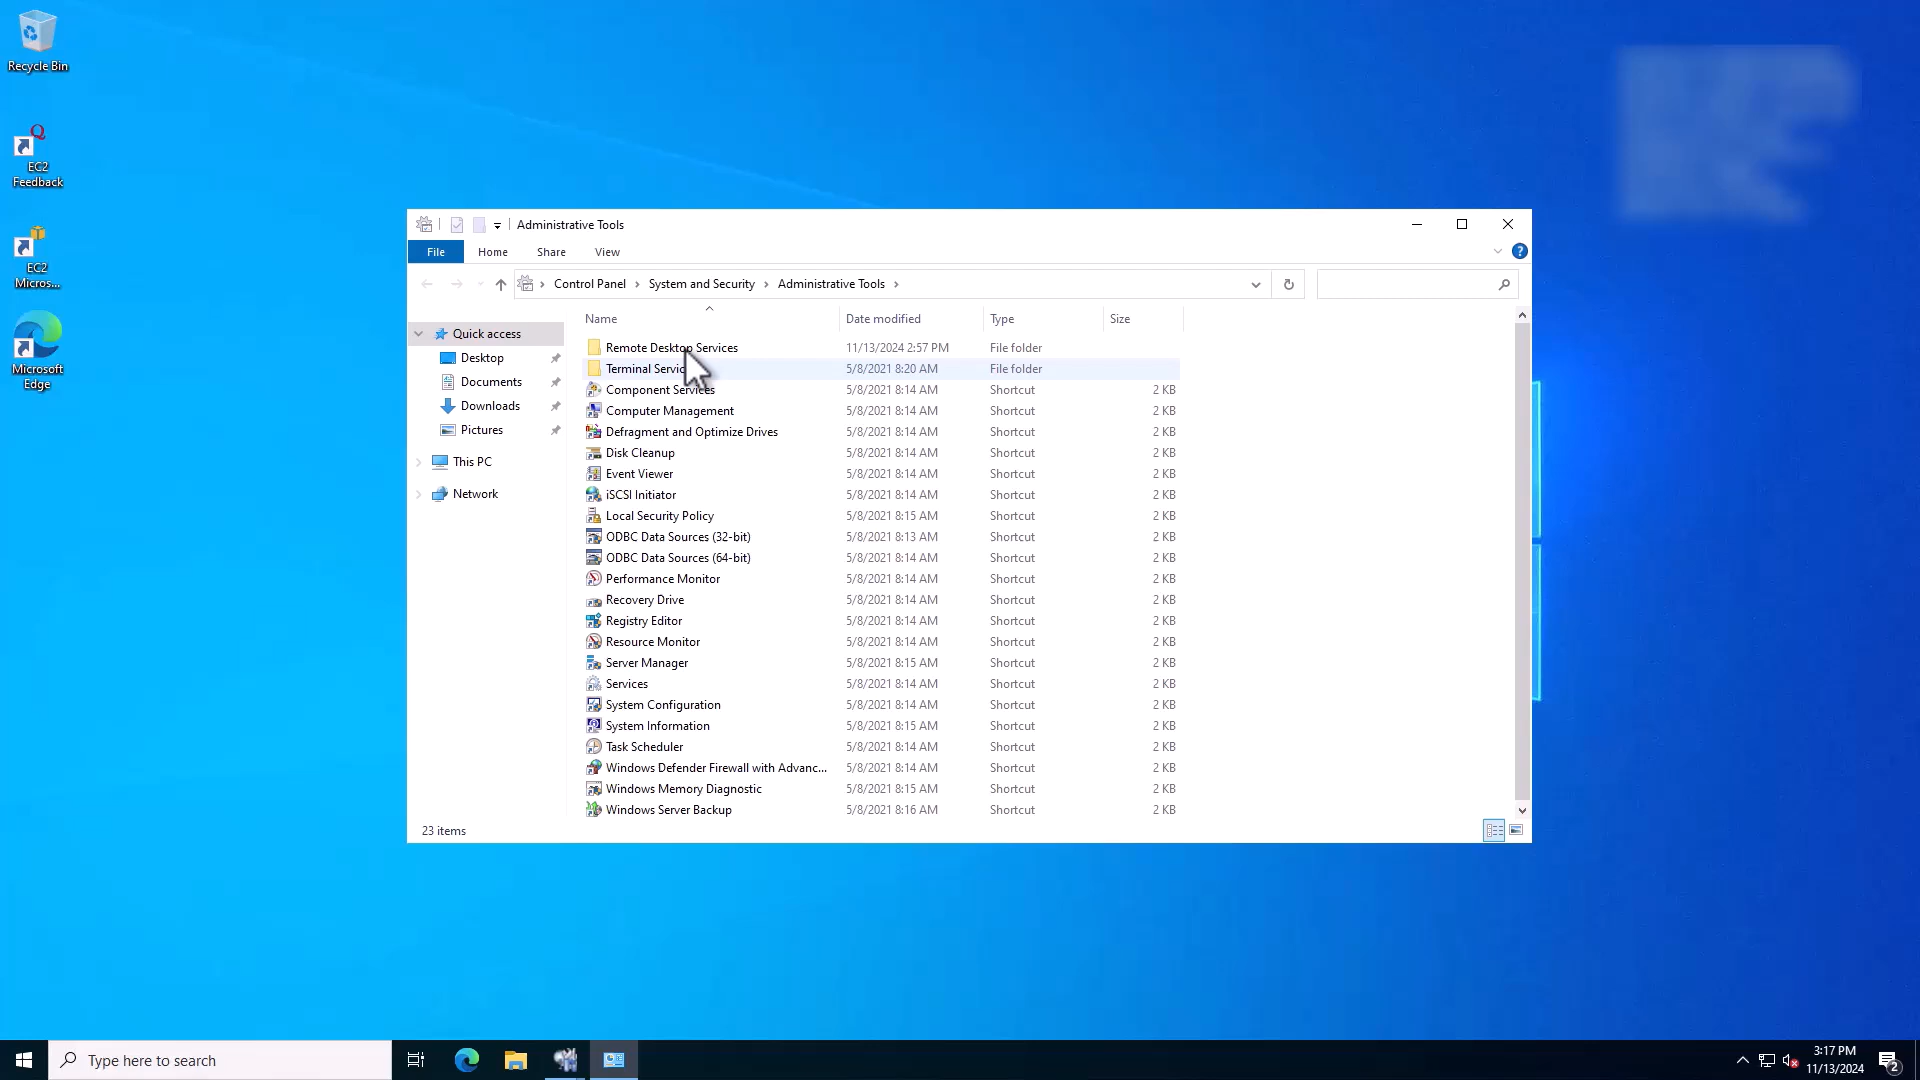 Recycle Bin
EC2
Feedback
EC2
Micros...
Microsoft
Edge
Administrative Tools
File Home Share View
Control Panel System and Security Administrative Tools
Name Date modified Type Size
Quick access
Desktop
Documents
Downloads
Pictures
This PC
Network
Remote Desktop Services 11/13/2024 2:57 PM File folder
Terminal Servic 5/8/2021 8:20 AM File folder
Component Services 5/8/2021 8:14 AM Shortcut 2 KB
Computer Management 5/8/2021 8:14 AM Shortcut 2 KB
Defragment and Optimize Drives 5/8/2021 8:14 AM Shortcut 2 KB
Disk Cleanup 5/8/2021 8:14 AM Shortcut 2 KB
Event Viewer 5/8/2021 8:14 AM Shortcut 2 KB
iSCSI Initiator 5/8/2021 8:14 AM Shortcut 2 KB
Local Security Policy 5/8/2021 8:15 AM Shortcut 2 KB
ODBC Data Sources (32-bit) 5/8/2021 8:13 AM Shortcut 2 KB
ODBC Data Sources (64-bit) 5/8/2021 8:14 AM Shortcut 2 KB
Performance Monitor 5/8/2021 8:14 AM Shortcut 2 KB
Recovery Drive 5/8/2021 8:14 AM Shortcut 2 KB
Registry Editor 5/8/2021 8:14 AM Shortcut 2 KB
Resource Monitor 5/8/2021 8:14 AM Shortcut 2 KB
Server Manager 5/8/2021 8:15 AM Shortcut 2 KB
Services 5/8/2021 8:14 AM Shortcut 2 KB
System Configuration 5/8/2021 8:14 AM Shortcut 2 KB
System Information 5/8/2021 8:15 AM Shortcut 2 KB
Task Scheduler 5/8/2021 8:14 AM Shortcut 2 KB
Windows Defender Firewall with Advanc... 5/8/2021 8:14 AM Shortcut 2 KB
Windows Memory Diagnostic 5/8/2021 8:15 AM Shortcut 2 KB
Windows Server Backup 5/8/2021 8:16 AM Shortcut 2 KB
23 items
Type here to search
3:17 PM
11/13/2024
2